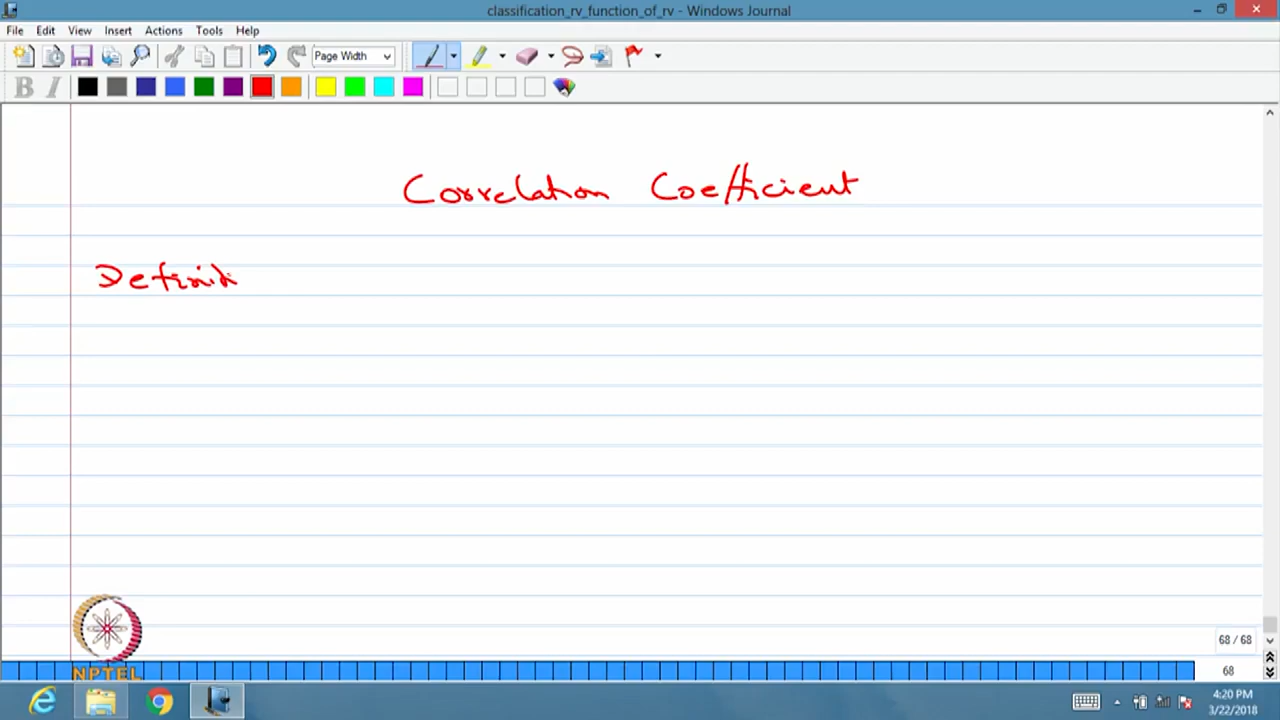 classification_rv_function_of_rv - Windows Journal
File Edit View Insert Actions Tools Help
Page Width
B I
Correlation Coefficient
Definiti
68 / 68
NPTEL
68
4:20 PM
3/22/2018